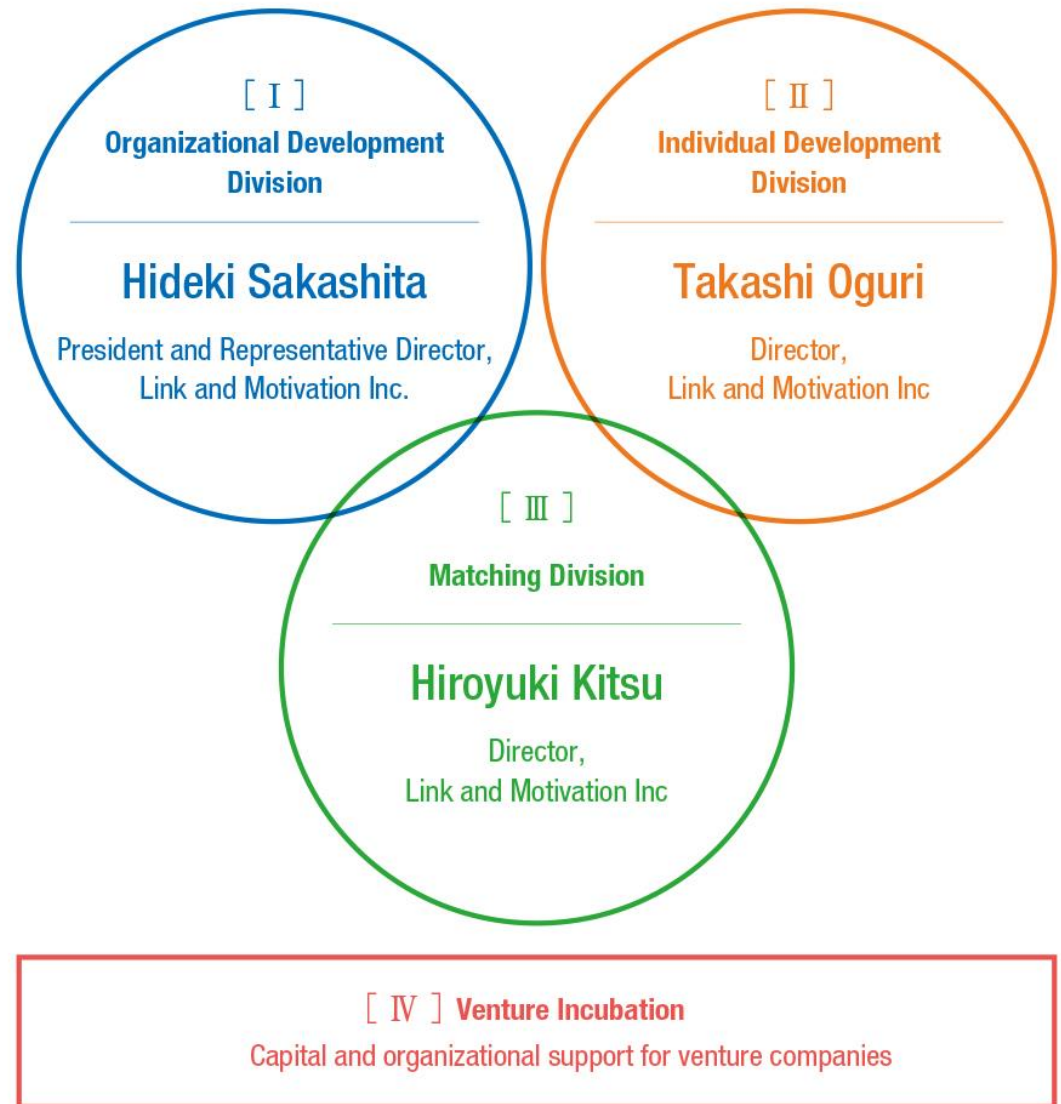 ［ Ⅰ ］
Organizational Development
Division
Hideki Sakashita
President and Representative Director,
Link and Motivation Inc.
［ Ⅱ ］
Individual Development
Division
Takashi Oguri
Director,
Link and Motivation Inc
［ Ⅲ ］
Matching Division
Hiroyuki Kitsu
Director,
Link and Motivation Inc
［ Ⅳ ］ Venture Incubation
Capital and organizational support for venture companies